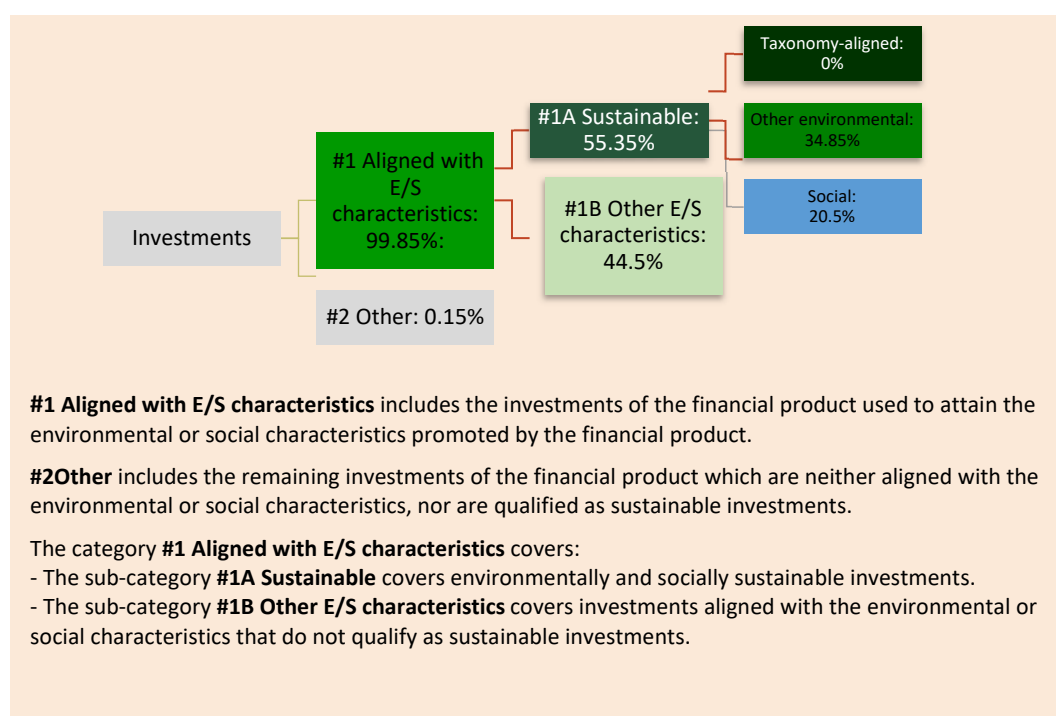 Taxonomy-aligned:
0%
#1A Sustainable:
55.35%
Other environmental:
34.85%
#1 Aligned with
E/S
characteristics:
99.85%:
#1B Other E/S
characteristics:
44.5%
Social:
20.5%
Investments
#2 Other: 0.15%
#1 Aligned with E/S characteristics includes the investments of the financial product used to attain the
environmental or social characteristics promoted by the financial product.
#2Other includes the remaining investments of the financial product which are neither aligned with the
environmental or social characteristics, nor are qualified as sustainable investments.
The category #1 Aligned with E/S characteristics covers:
- The sub-category #1A Sustainable covers environmentally and socially sustainable investments.
- The sub-category #1B Other E/S characteristics covers investments aligned with the environmental or
social characteristics that do not qualify as sustainable investments.